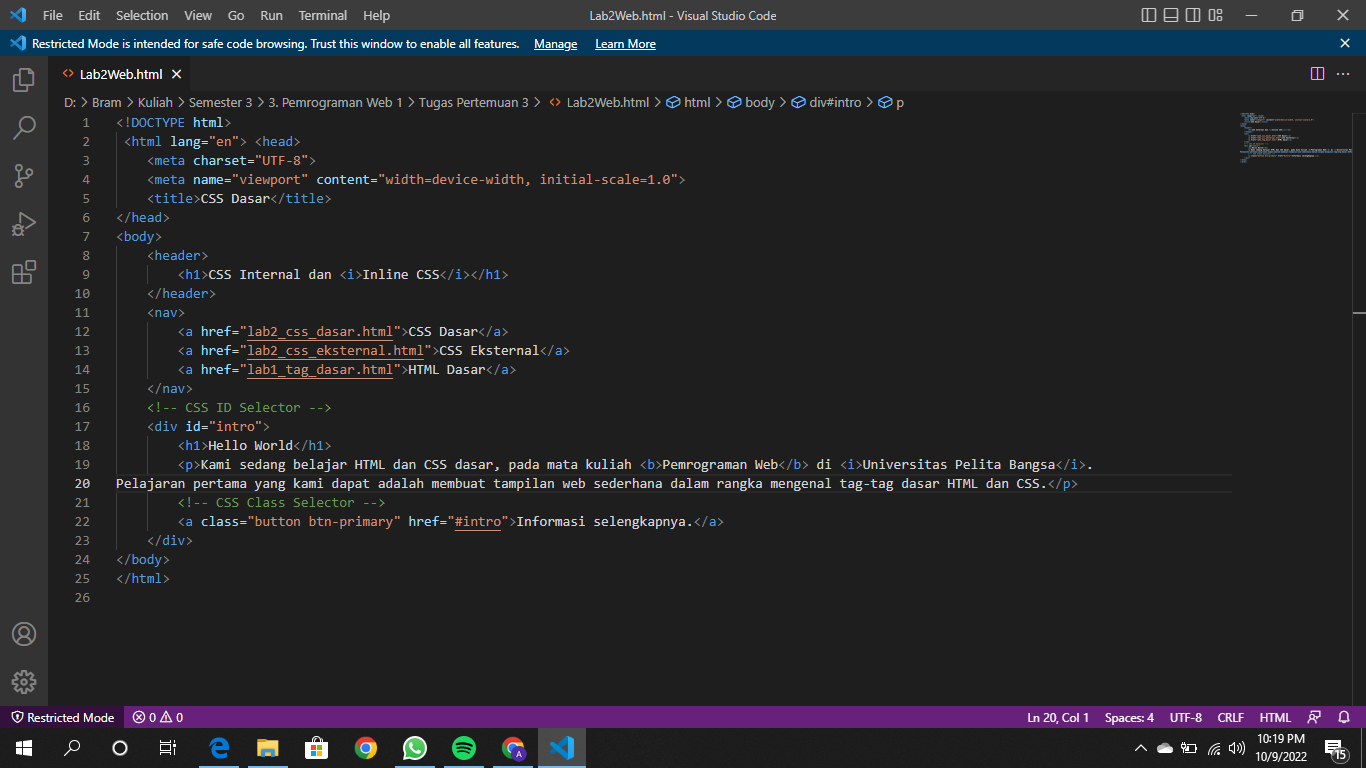 File Edit Selection View Go Run Terminal Help Lab2Web.html - Visual Studio Code
Restricted Mode is intended for safe code browsing. Trust this window to enable all features. Manage Learn More
Lab2Web.html
D: > Bram > Kuliah > Semester 3 > 3. Pemrograman Web 1 > Tugas Pertemuan 3 > Lab2Web.html > html > body > div#intro > p
1 <!DOCTYPE html>
2 <html lang="en"> <head>
3 <meta charset="UTF-8">
4 <meta name="viewport" content="width=device-width, initial-scale=1.0">
5 <title>CSS Dasar</title>
6 </head>
7 <body>
8 <header>
9 <h1>CSS Internal dan <i>Inline CSS</i></h1>
10 </header>
11 <nav>
12 <a href="lab2_css_dasar.html">CSS Dasar</a>
13 <a href="lab2_css_eksternal.html">CSS Eksternal</a>
14 <a href="lab1_tag_dasar.html">HTML Dasar</a>
15 </nav>
16 <!-- CSS ID Selector -->
17 <div id="intro">
18 <h1>Hello World</h1>
19 <p>Kami sedang belajar HTML dan CSS dasar, pada mata kuliah <b>Pemrograman Web</b> di <i>Universitas Pelita Bangsa</i>.
20 Pelajaran pertama yang kami dapat adalah membuat tampilan web sederhana dalam rangka mengenal tag-tag dasar HTML dan CSS.</p>
21 <!-- CSS Class Selector -->
22 <a class="button btn-primary" href="#intro">Informasi selengkapnya.</a>
23 </div>
24 </body>
25 </html>
26
Restricted Mode 0 0 Ln 20, Col 1 Spaces: 4 UTF-8 CRLF HTML
10:19 PM
10/9/2022
15